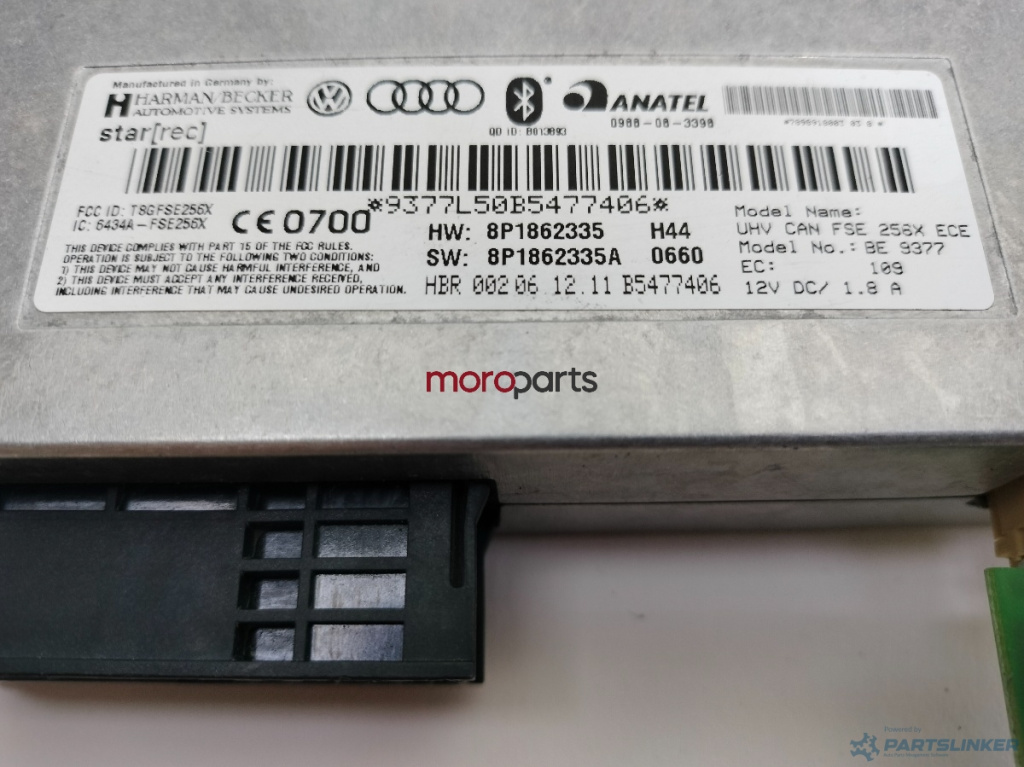 Manufactured in Germany by:
HARMAN/BECKER
AUTOMOTIVE SYSTEMS
star[rec]
QD ID: B013893
ANATEL
0988-08-3398
*9377L50B5477406*
FCC ID: T8GFSE256X
IC: 6434A-FSE256X
CE0700
THIS DEVICE COMPLIES WITH PART 15 OF THE FCC RULES.
OPERATION IS SUBJECT TO THE FOLLOWING TWO CONDITIONS:
1) THIS DEVICE MAY NOT CAUSE HARMFUL INTERFERENCE, AND
2) THIS DEVICE MUST ACCEPT ANY INTERFERENCE RECEIVED,
INCLUDING INTERFERENCE THAT MAY CAUSE UNDESIRED OPERATION.
HW: 8P1862335 H44
SW: 8P1862335A 0660
HBR 002 06.12.11 B5477406
Model Name:
UHV CAN FSE 256X ECE
Model No.: BE 9377
EC: 109
12V DC/ 1.8 A
moroparts
Powered by
PARTSLINKER